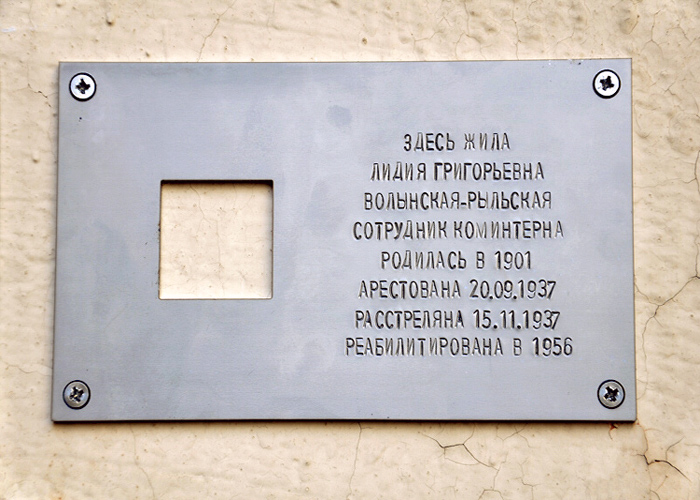 ЗДЕСЬ ЖИЛА
ЛИДИЯ ГРИГОРЬЕВНА
ВОЛЫНСКАЯ-РЫЛЬСКАЯ
СОТРУДНИК КОМИНТЕРНА
РОДИЛАСЬ В 1901
АРЕСТОВАНА 20.09.1937
РАССТРЕЛЯНА 15.11.1937
РЕАБИЛИТИРОВАНА В 1956